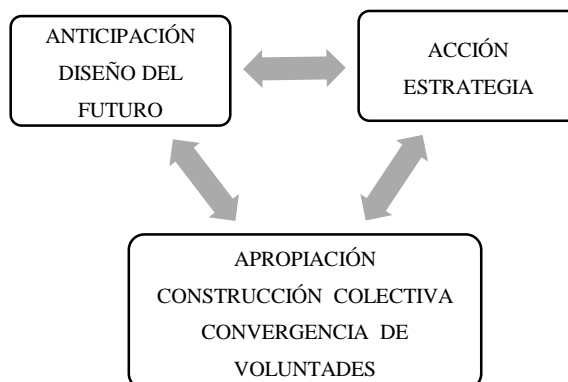 ANTICIPACIÓN
DISEÑO DEL
FUTURO
ACCIÓN
ESTRATEGIA
APROPIACIÓN
CONSTRUCCIÓN COLECTIVA
CONVERGENCIA DE
VOLUNTADES